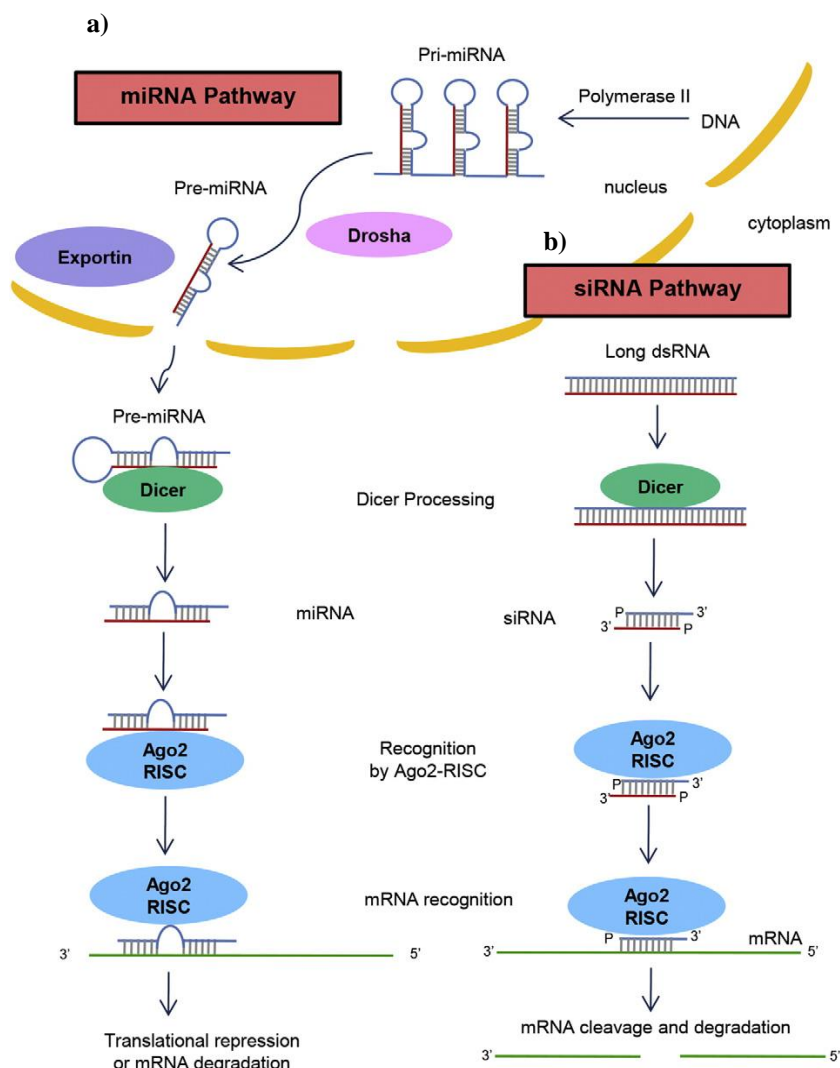 a)
Pri-miRNA
miRNA Pathway
Polymerase II
DNA
Pre-miRNA
nucleus
cytoplasm
Drosha
Exportin
b)
siRNA Pathway
Long dsRNA
Pre-miRNA
Dicer
Dicer Processing
Dicer
miRNA
siRNA
P
3'
3'
P
Ago2
RISC
Recognition
by Ago2-RISC
Ago2
RISC
P
3'
3'
P
Ago2
RISC
mRNA recognition
Ago2
RISC
P
3'
mRNA
3'
5'
3'
5'
Translational repression
or mRNA degradation
mRNA cleavage and degradation
3'
5'